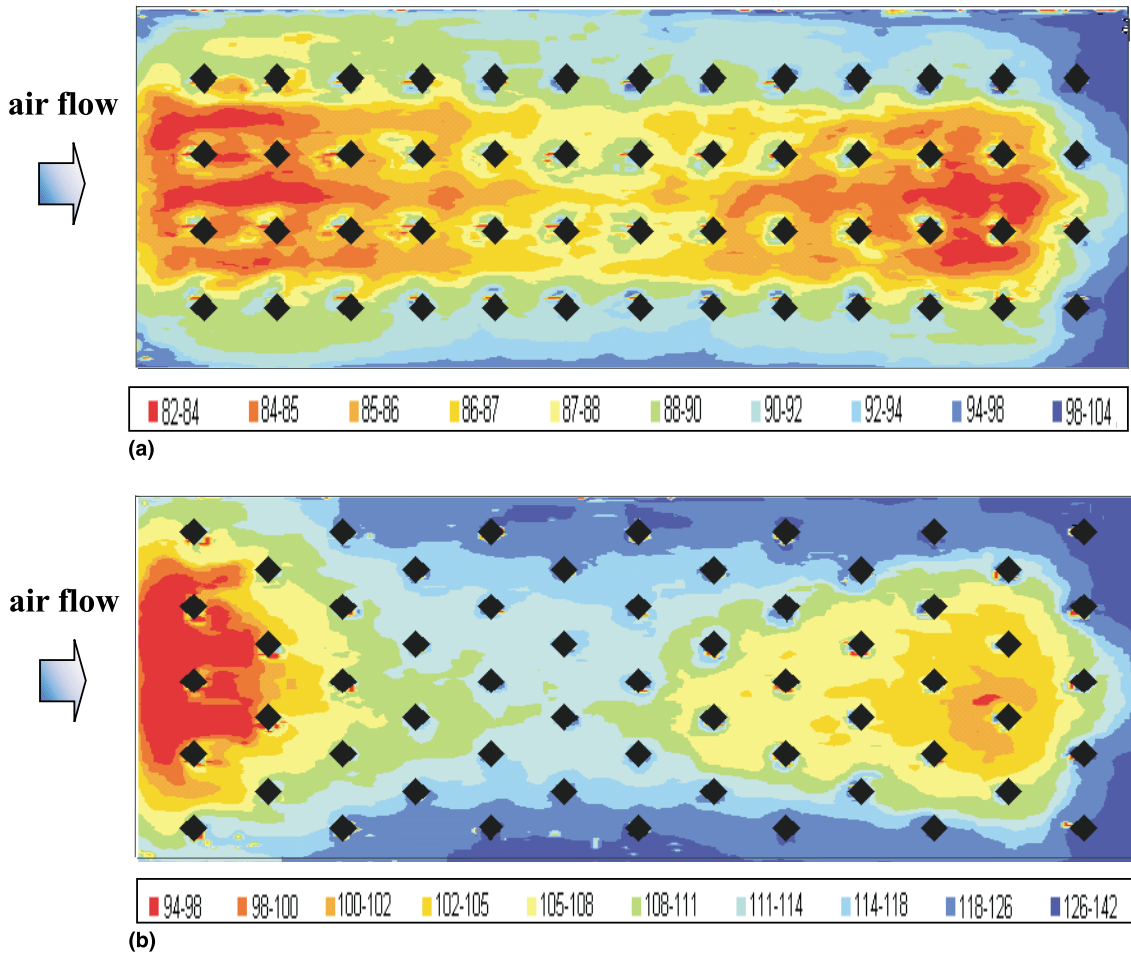 air flow
82-84 84-85 85-86 86-87 87-88 88-90 90-92 92-94 94-98 98-104
(a)
air flow
94-98 98-100 100-102 102-105 105-108 108-111 111-114 114-118 118-126 126-142
(b)